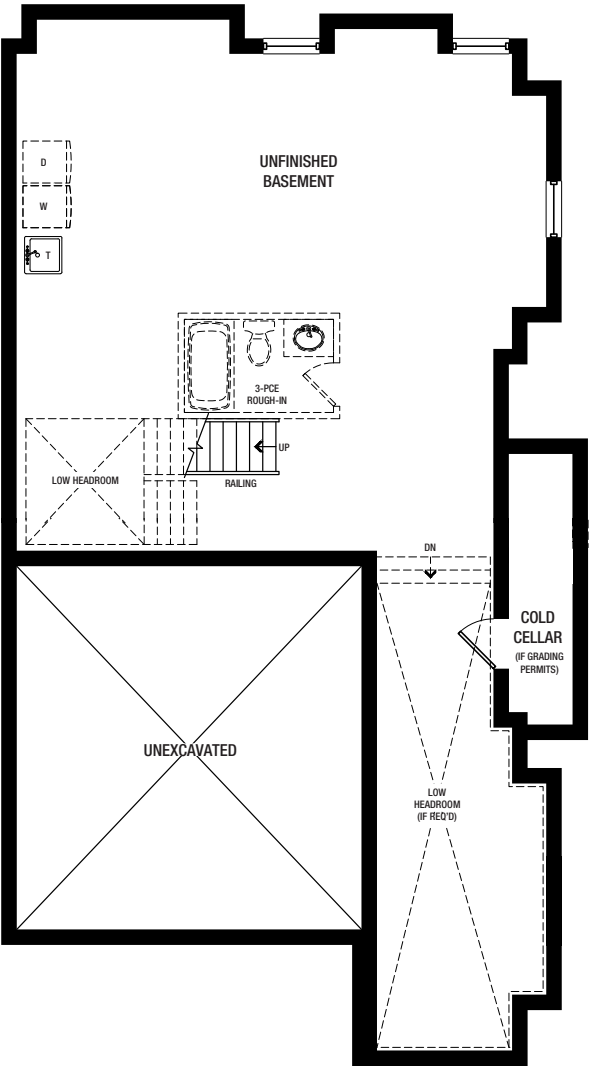 UNFINISHED
BASEMENT
D
W
T
3-PCE
ROUGH-IN
UP
LOW HEADROOM
RAILING
DN
COLD
CELLAR
(IF GRADING
PERMITS)
UNEXCAVATED
LOW
HEADROOM
(IF REQ'D)